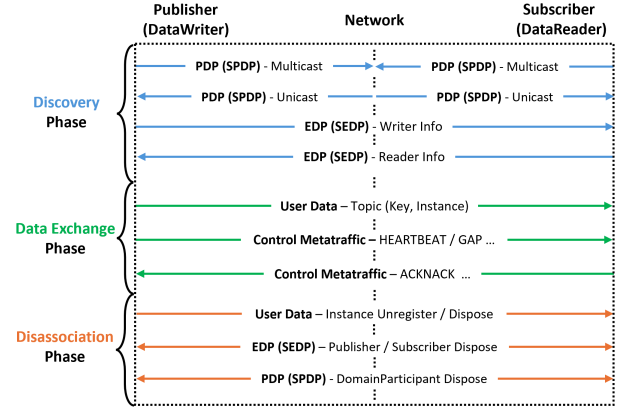 Publisher
(DataWriter)
Network
Subscriber
(DataReader)
Discovery
Phase
PDP (SPDP) - Multicast
PDP (SPDP) - Multicast
PDP (SPDP) - Unicast
PDP (SPDP) - Unicast
EDP (SEDP) - Writer Info
EDP (SEDP) - Reader Info
Data Exchange
Phase
User Data – Topic (Key, Instance)
Control Metatraffic – HEARTBEAT / GAP ...
Control Metatraffic – ACKNACK ...
Disassociation
Phase
User Data – Instance Unregister / Dispose
EDP (SEDP) – Publisher / Subscriber Dispose
PDP (SPDP) - DomainParticipant Dispose